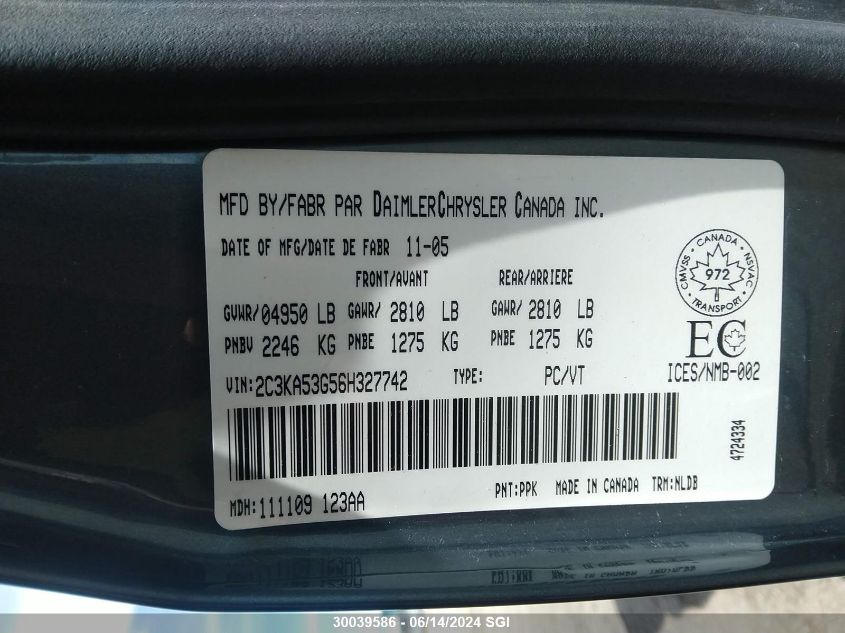 MFD BY/FABR PAR DAIMLERCHRYSLER CANADA INC.
DATE OF MFG/DATE DE FABR 11-05
FRONT/AVANT REAR/ARRIERE
GVWR/04950 LB GAWR/ 2810 LB GAWR/ 2810 LB
PNBV 2246 KG PNBE 1275 KG PNBE 1275 KG
VIN:2C3KA53G56H327742 TYPE: PC/VT
CANADA
CMVSS 972 NSVAC
TRANSPORT
EC
ICES/NMB-002
4724334
PNT:PPK MADE IN CANADA TRM:NLDB
MDH:111109 123AA
30039586 - 06/14/2024 SGI